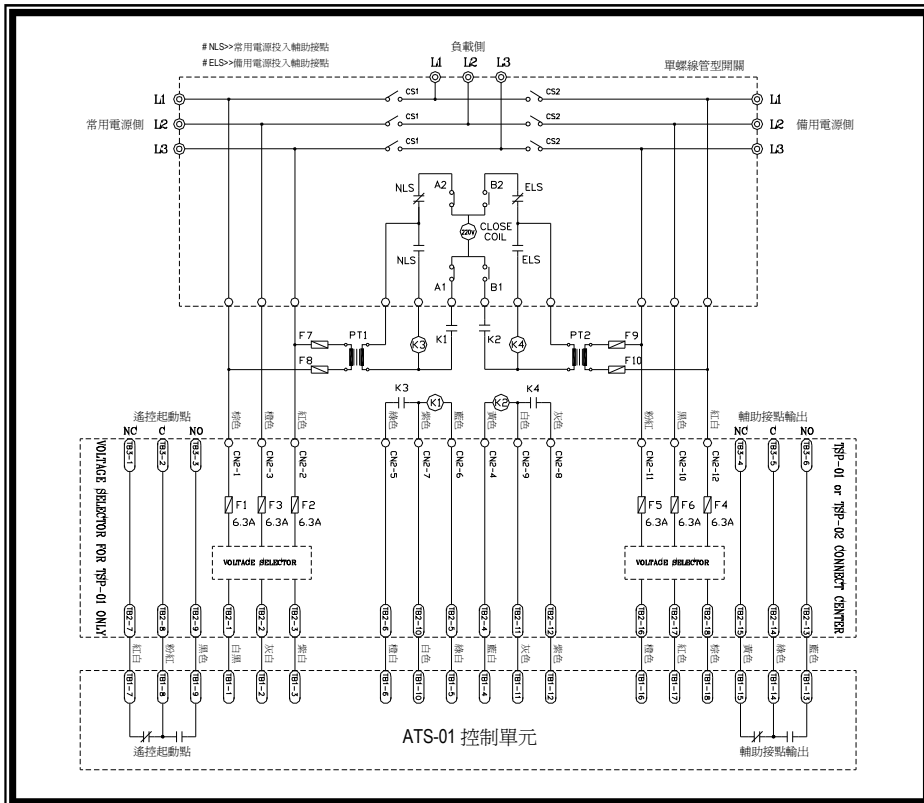 # NLS>>常用電源投入輔助接點
# ELS>>備用電源投入輔助接點
負載側
單螺線管型開關
L1 L2 L3
L1 CS1 CS2 L1
常用電源側 L2 CS1 CS2 L2 備用電源側
L3 CS1 CS2 L3
NLS A2 B2 ELS
220V CLOSE
COIL
NLS ELS
A1 B1
F7 PT1 K1 K2 PT2 F9
F8 K3 K4 F10
K3 K1 K2 K4
遙控起動點 棕色 橙色 紅色 綠色 紫色 藍色 黃色 白色 灰色 粉紅 黑色 紅白 輔助接點輸出
NC C NO NC C NO
TB3-1 TB3-2 TB3-3 CN2-1 CN2-3 CN2-2 CN2-5 CN2-7 CN2-6 CN2-4 CN2-9 CN2-8 CN2-11 CN2-10 CN2-12 TB3-4 TB3-5 TB3-6
VOLTAGE SELECTOR FOR TSP-01 ONLY
TSP-01 or TSP-02 CONNECT CENTER
F1 F3 F2 F5 F6 F4
6.3A 6.3A 6.3A 6.3A 6.3A 6.3A
VOLTAGE SELECTOR VOLTAGE SELECTOR
TB2-7 TB2-8 TB2-9 TB2-1 TB2-2 TB2-3 TB2-6 TB2-10 TB2-5 TB2-4 TB2-11 TB2-12 TB2-16 TB2-17 TB2-18 TB2-15 TB2-14 TB2-13
紅白 粉紅 黑色 白黑 灰白 紫白 橙白 白色 綠白 藍白 灰色 紫色 橙色 紅色 棕色 黃色 綠色 藍色
TB1-7 TB1-8 TB1-9 TB1-1 TB1-2 TB1-3 TB1-6 TB1-10 TB1-5 TB1-4 TB1-11 TB1-12 TB1-16 TB1-17 TB1-18 TB1-15 TB1-14 TB1-13
遙控起動點 ATS-01 控制單元 輔助接點輸出